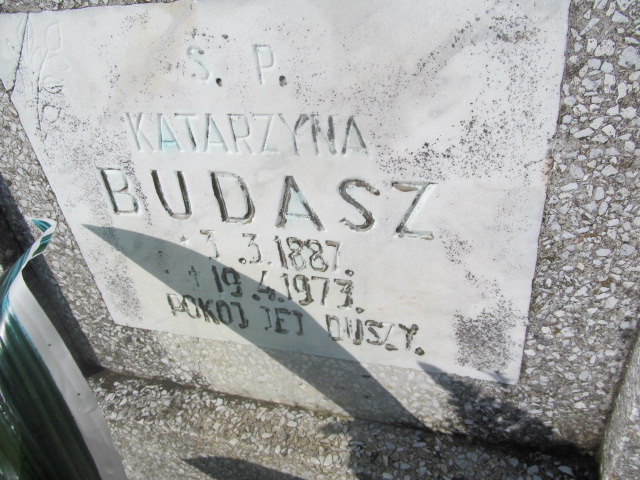 S. P.
KATARZYNA
BUDASZ
* 3.3.1887.
† 19.4.1973.
POKÓJ JEJ DUSZY.